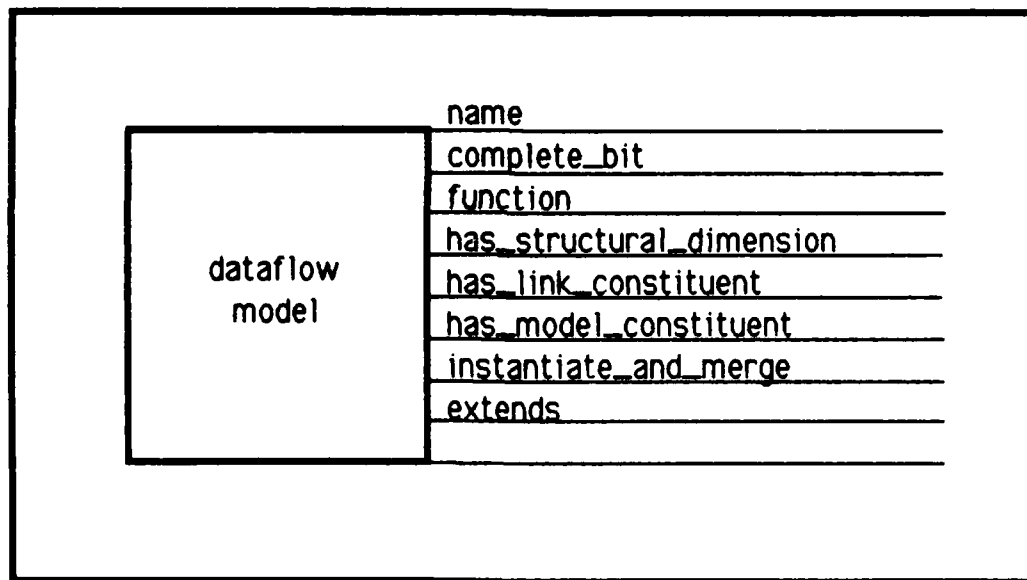 name
complete_bit
function
has_structural_dimension
dataflow
has_link_constituent
model
has_model_constituent
instantiate_and_merge
extends